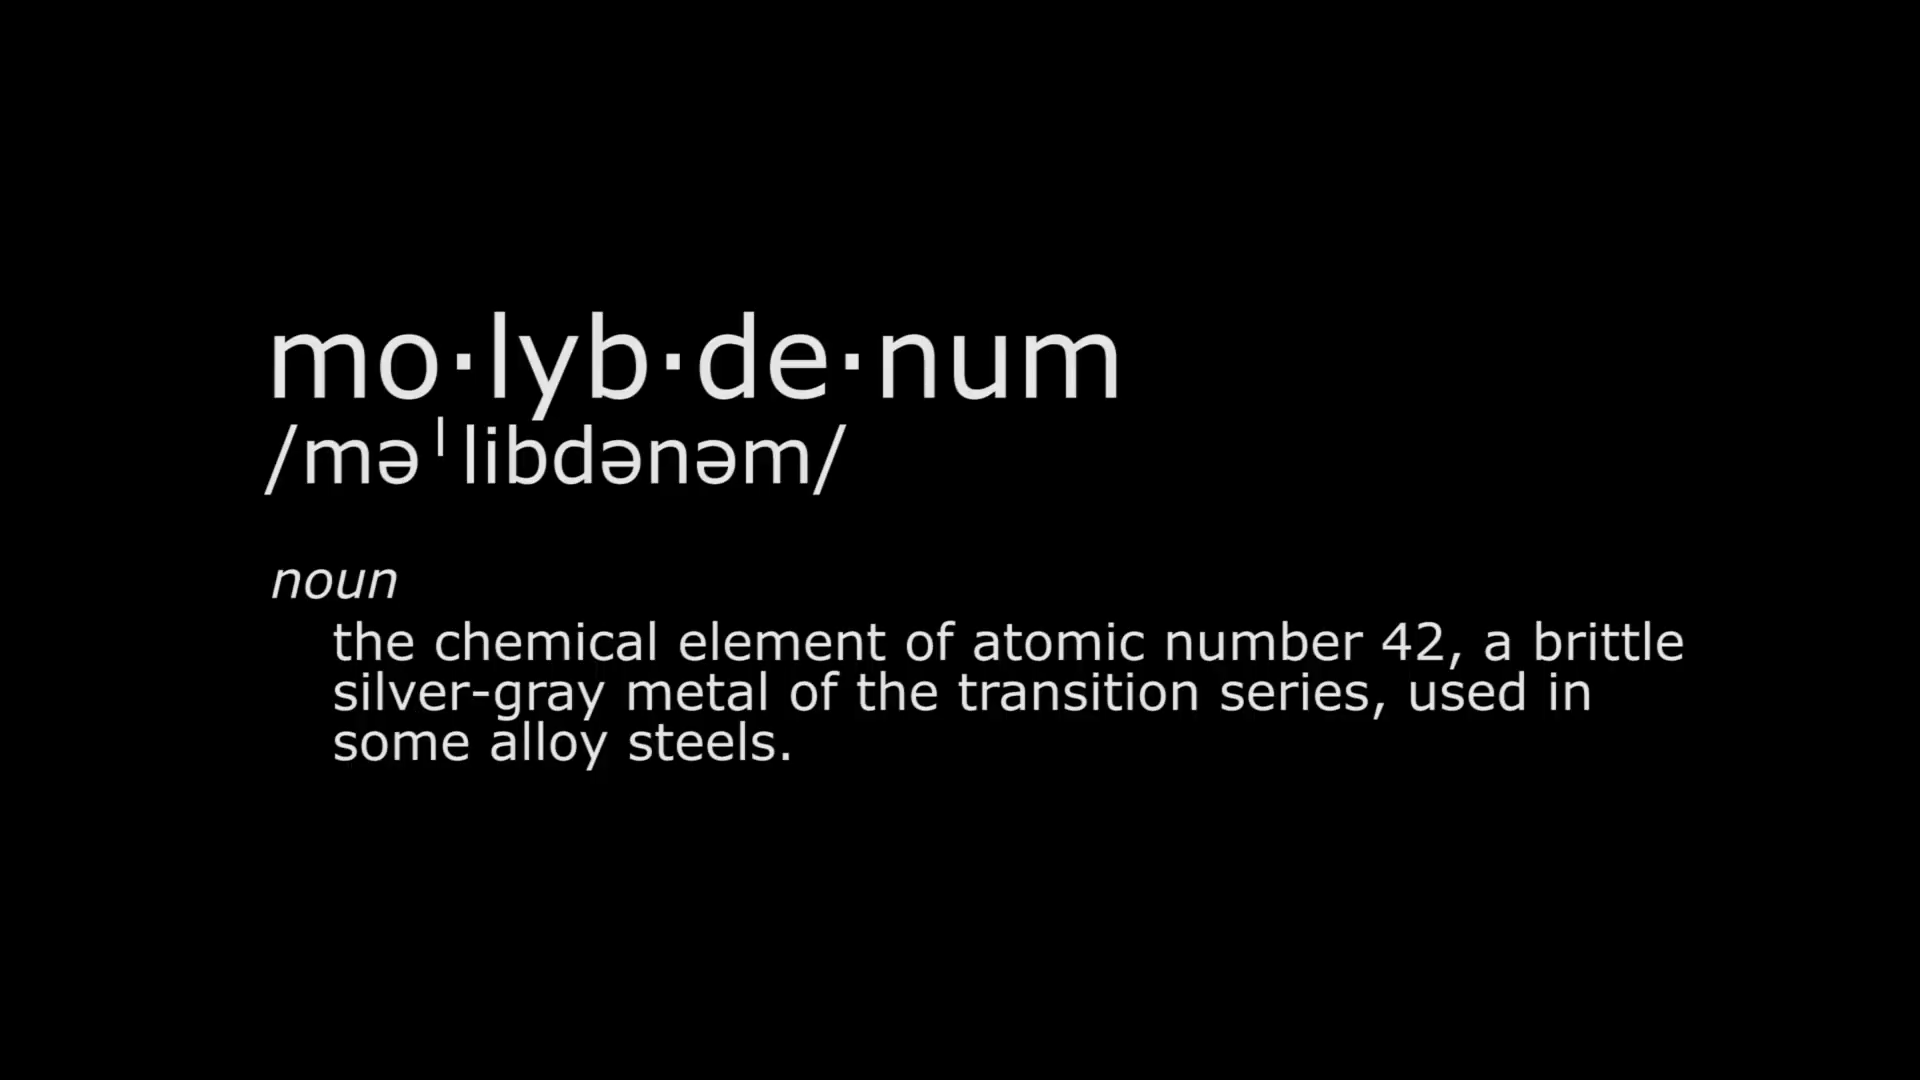 mo·lyb·de·num
/məˈlibdənəm/
noun
the chemical element of atomic number 42, a brittle
silver-gray metal of the transition series, used in
some alloy steels.